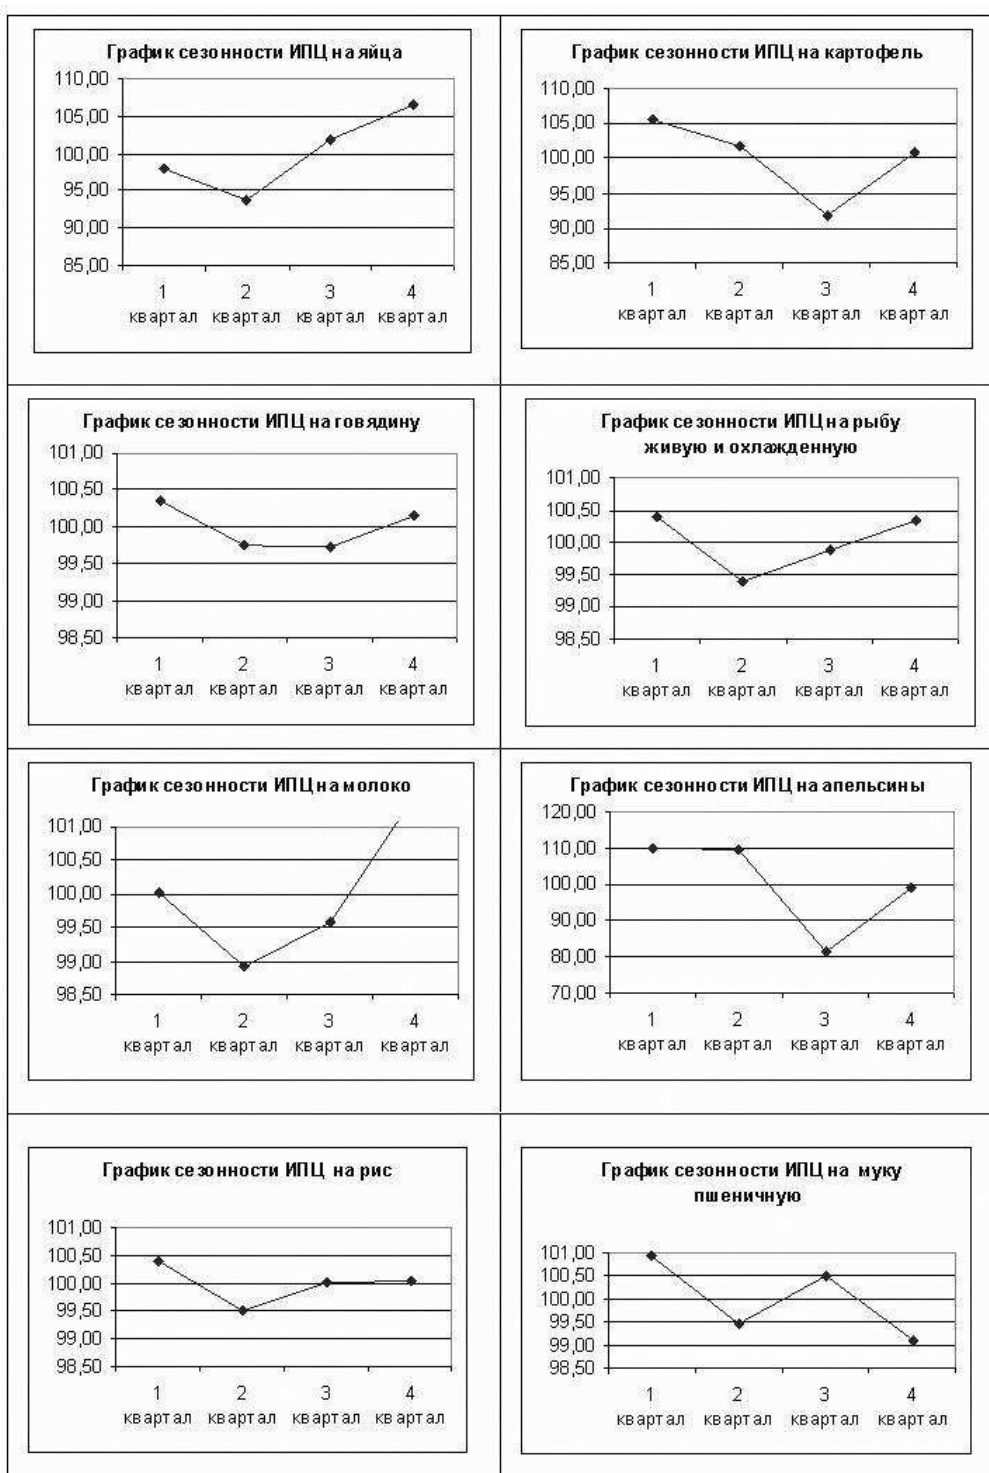 График сезонности ИПЦ на яйца
110,00
105,00
100,00
95,00
90,00
85,00
1 2 3 4
квартал квартал квартал квартал
График сезонности ИПЦ на картофель
110,00
105,00
100,00
95,00
90,00
85,00
1 2 3 4
квартал квартал квартал квартал
График сезонности ИПЦ на говядину
101,00
100,50
100,00
99,50
99,00
98,50
1 2 3 4
квартал квартал квартал квартал
График сезонности ИПЦ на рыбу
живую и охлажденную
101,00
100,50
100,00
99,50
99,00
98,50
1 2 3 4
квартал квартал квартал квартал
График сезонности ИПЦ на молоко
101,00
100,50
100,00
99,50
99,00
98,50
1 2 3 4
квартал квартал квартал квартал
График сезонности ИПЦ на апельсины
120,00
110,00
100,00
90,00
80,00
70,00
1 2 3 4
квартал квартал квартал квартал
График сезонности ИПЦ на рис
101,00
100,50
100,00
99,50
99,00
98,50
1 2 3 4
квартал квартал квартал квартал
График сезонности ИПЦ на муку
пшеничную
101,00
100,50
100,00
99,50
99,00
98,50
1 2 3 4
квартал квартал квартал квартал